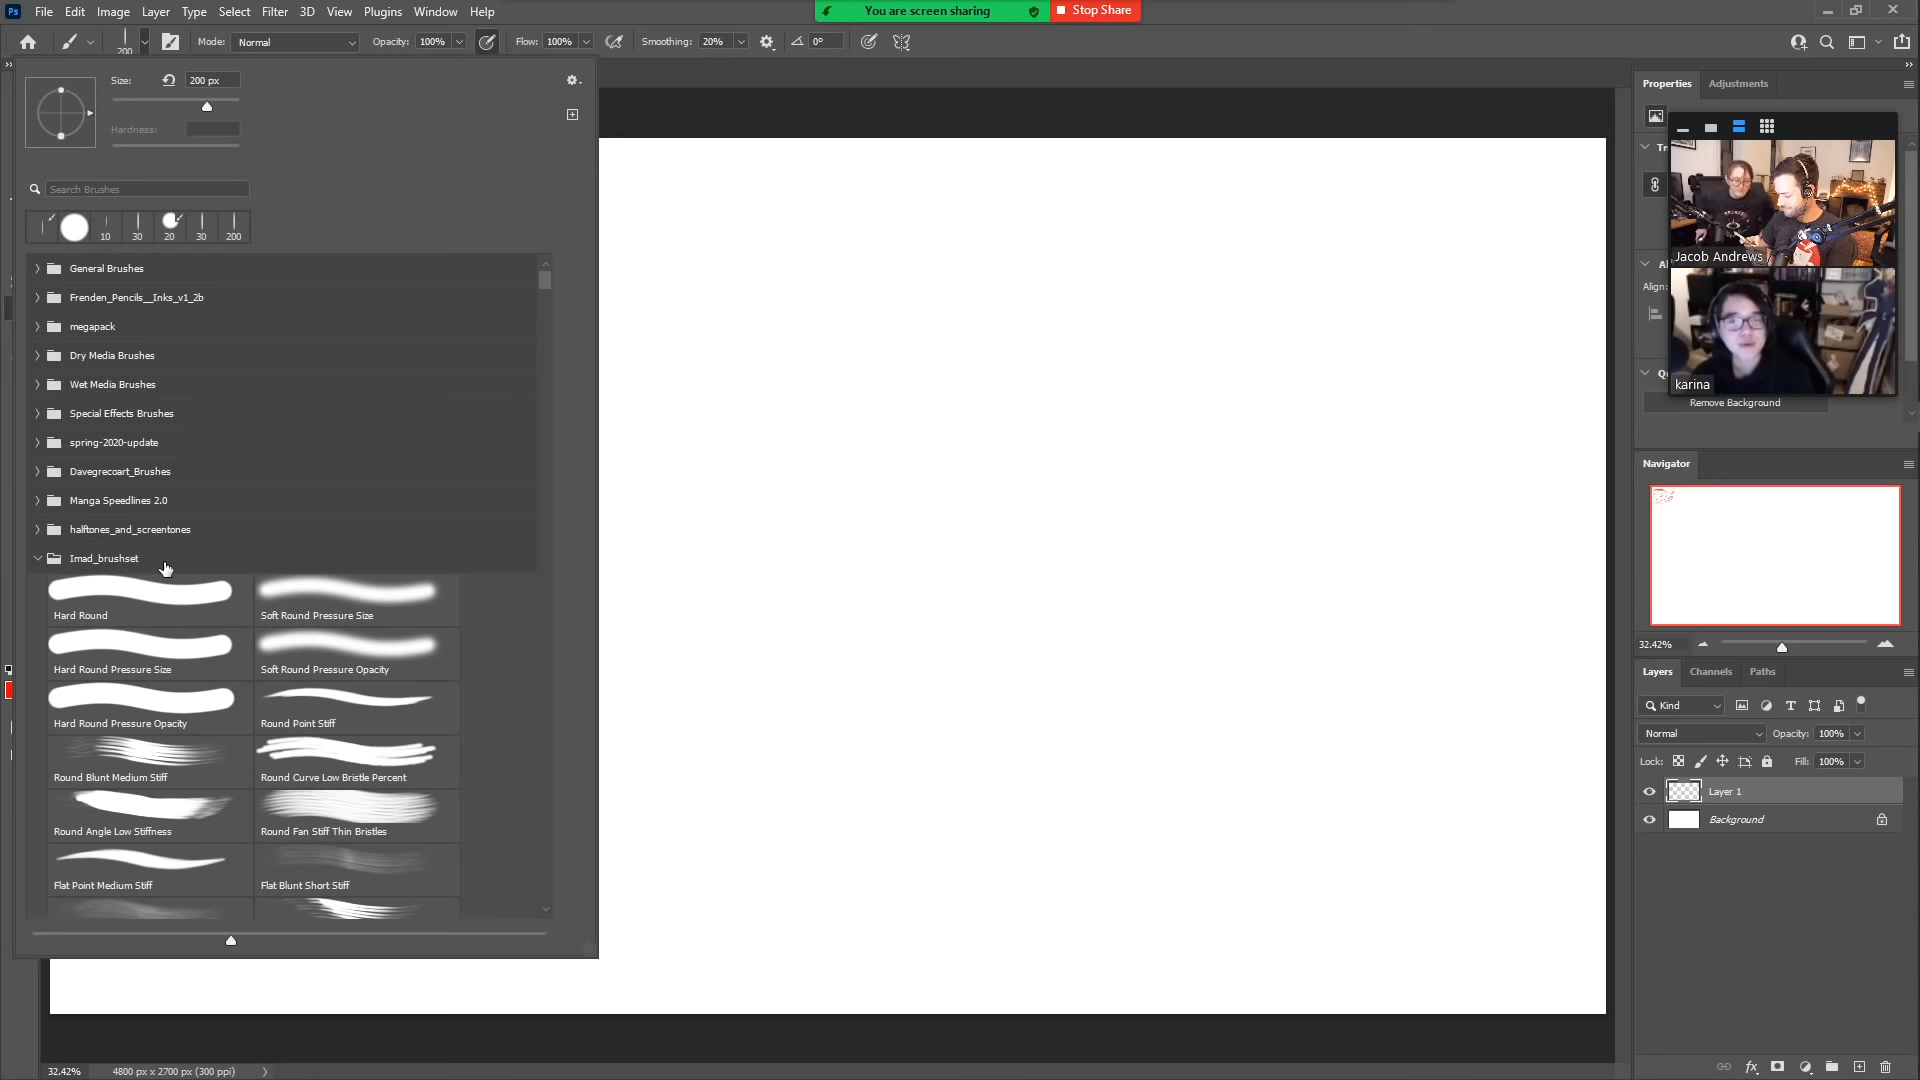 Ps File Edit Image Layer Type Select Filter 3D View Plugins Window Help
You are screen sharing Stop Share
200 Mode: Normal Opacity: 100% Flow: 100% Smoothing: 20% 0°
Size: 200 px
Hardness:
Search Brushes
10 30 20 30 200
General Brushes
Frenden_Pencils__Inks_v1_2b
megapack
Dry Media Brushes
Wet Media Brushes
Special Effects Brushes
spring-2020-update
Davegrecoart_Brushes
Manga Speedlines 2.0
halftones_and_screentones
Imad_brushset
Hard Round Soft Round Pressure Size
Hard Round Pressure Size Soft Round Pressure Opacity
Hard Round Pressure Opacity Round Point Stiff
Round Blunt Medium Stiff Round Curve Low Bristle Percent
Round Angle Low Stiffness Round Fan Stiff Thin Bristles
Flat Point Medium Stiff Flat Blunt Short Stiff
32.42% 4800 px x 2700 px (300 ppi)
Properties Adjustments
Tr
Jacob Andrews
Al
Align:
karina
Remove Background
Navigator
32.42%
Layers Channels Paths
Kind
Normal Opacity: 100%
Lock: Fill: 100%
Layer 1
Background
fx